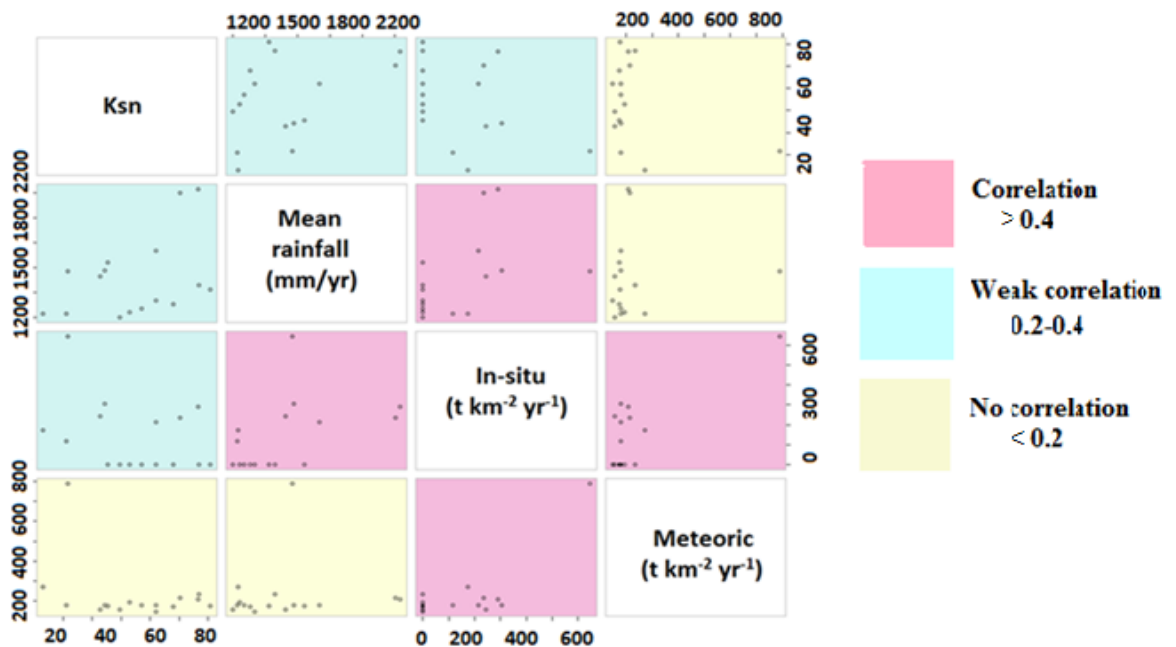 1200 1500 1800 2200
200 400 600 800
Ksn
20 40 60 80
1200 1500 1800 2200
Mean
rainfall
(mm/yr)
In-situ
(t km-2 yr-1)
0 300 600
200 400 600 800
Meteoric
(t km-2 yr-1)
20 40 60 80
0 200 400 600
Correlation
> 0.4
Weak correlation
0.2-0.4
No correlation
< 0.2